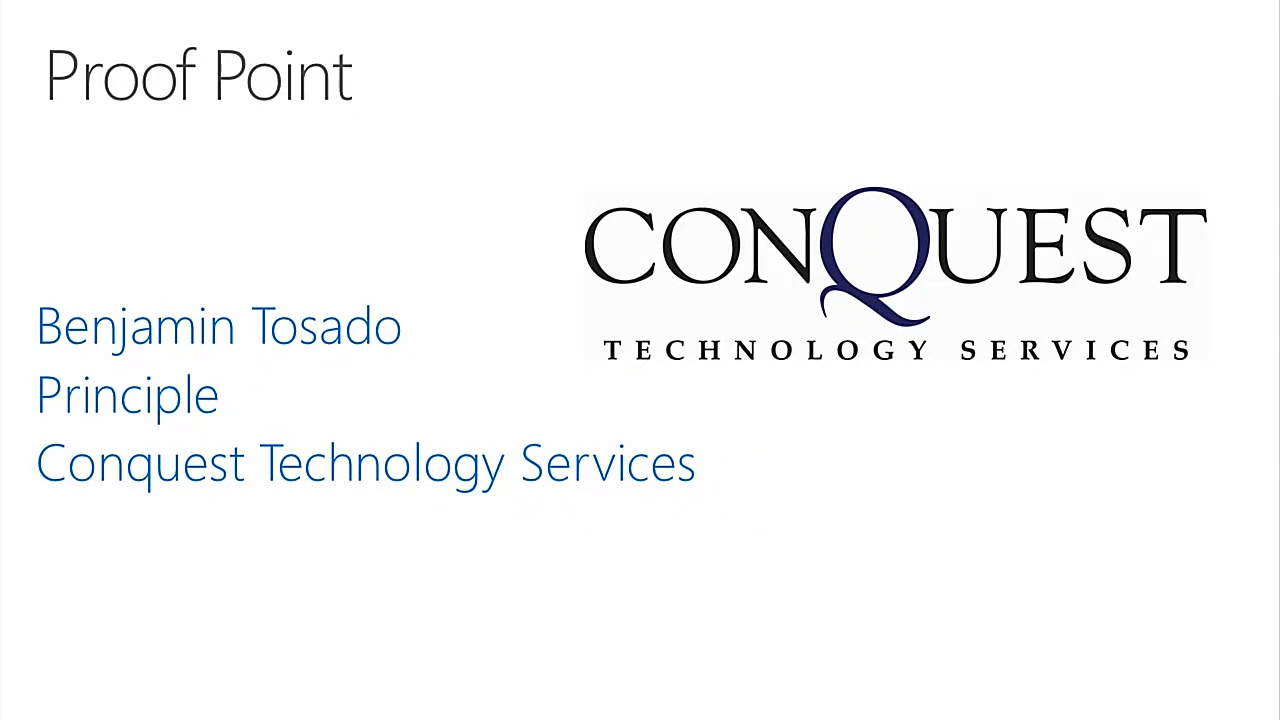 Proof Point
CONQUEST
TECHNOLOGY SERVICES
Benjamin Tosado
Principle
Conquest Technology Services